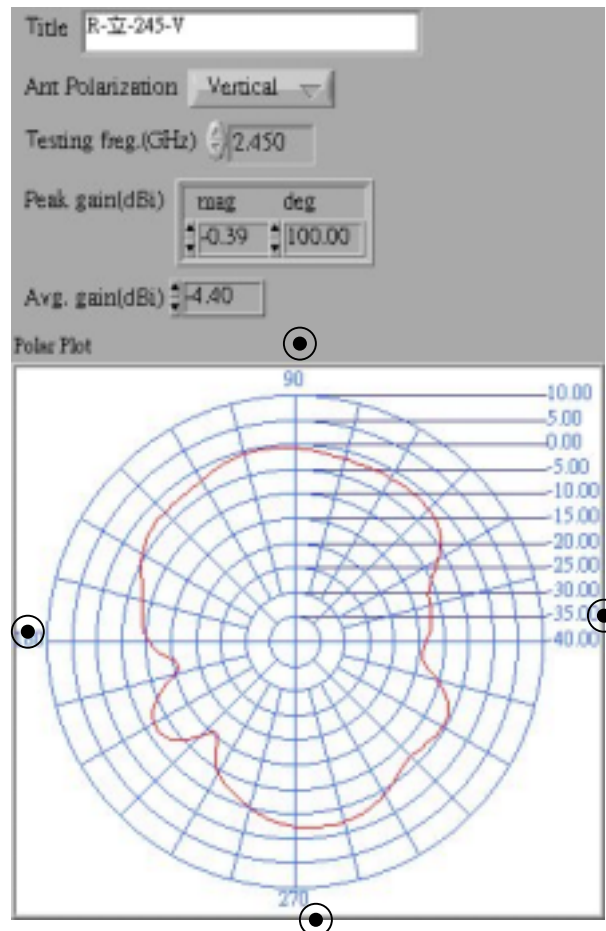 Title R-立-245-V
Ant Polarization Vertical
Testing freg.(GHz) 2.450
Peak gain(dBi) mag deg
-0.39 100.00
Avg. gain(dBi) -4.40
Polar Plot
90
10.00
5.00
0.00
-5.00
-10.00
-15.00
-20.00
-25.00
-30.00
-35.00
-40.00
270